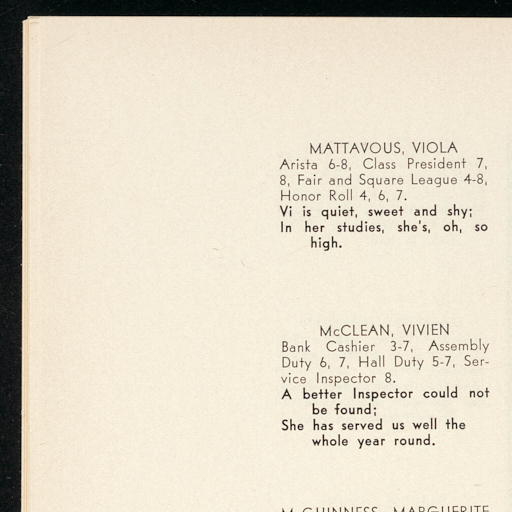 MATTAVOUS, VIOLA
Arista 6-8, Class President 7,
8, Fair and Square League 4-8,
Honor Roll 4, 6, 7.
Vi is quiet, sweet and shy;
In her studies, she's, oh, so
high.
McCLEAN, VIVIEN
Bank Cashier 3-7, Assembly
Duty 6, 7, Hall Duty 5-7, Ser-
vice Inspector 8.
A better Inspector could not
be found;
She has served us well the
whole year round.
McGUINNESS, MARGUERITE